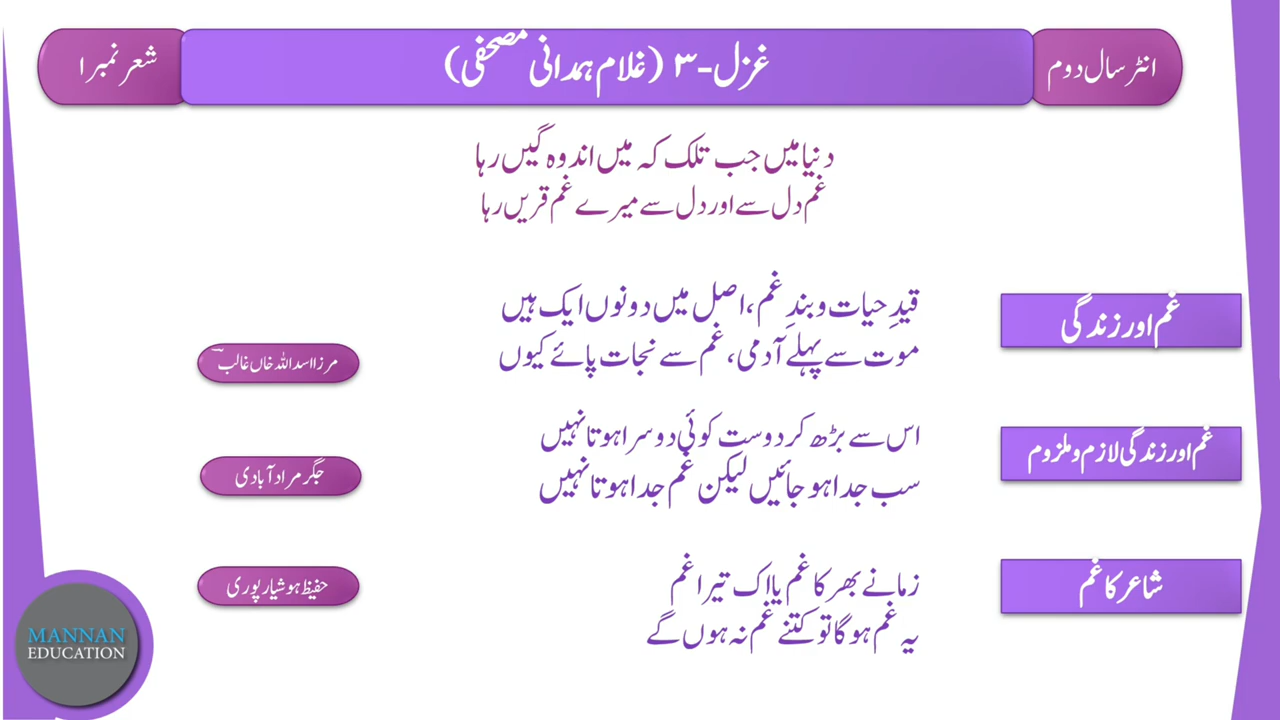 انٹر سال دوم
غزل-۳ (غلام ہمدانی مصحفی)
شعر نمبر ۱
دنیا میں جب تلک کہ میں اندوہ گیں رہا
غم دل سے اور دل سے میرے غم قریں رہا
غم اور زندگی
قیدِ حیات و بندِ غم، اصل میں دونوں ایک ہیں
موت سے پہلے آدمی، غم سے نجات پائے کیوں
مرزا اسد اللہ خاں غالب
غم اور زندگی لازم و ملزوم
اس سے بڑھ کر دوست کوئی دوسرا ہوتا نہیں
سب جدا ہو جائیں لیکن غم جدا ہوتا نہیں
جگر مراد آبادی
شاعر کا غم
زمانے بھر کا غم یا اک تیرا غم
یہ غم ہو گا تو کتنے غم نہ ہوں گے
حفیظ ہوشیار پوری
MANNAN
EDUCATION